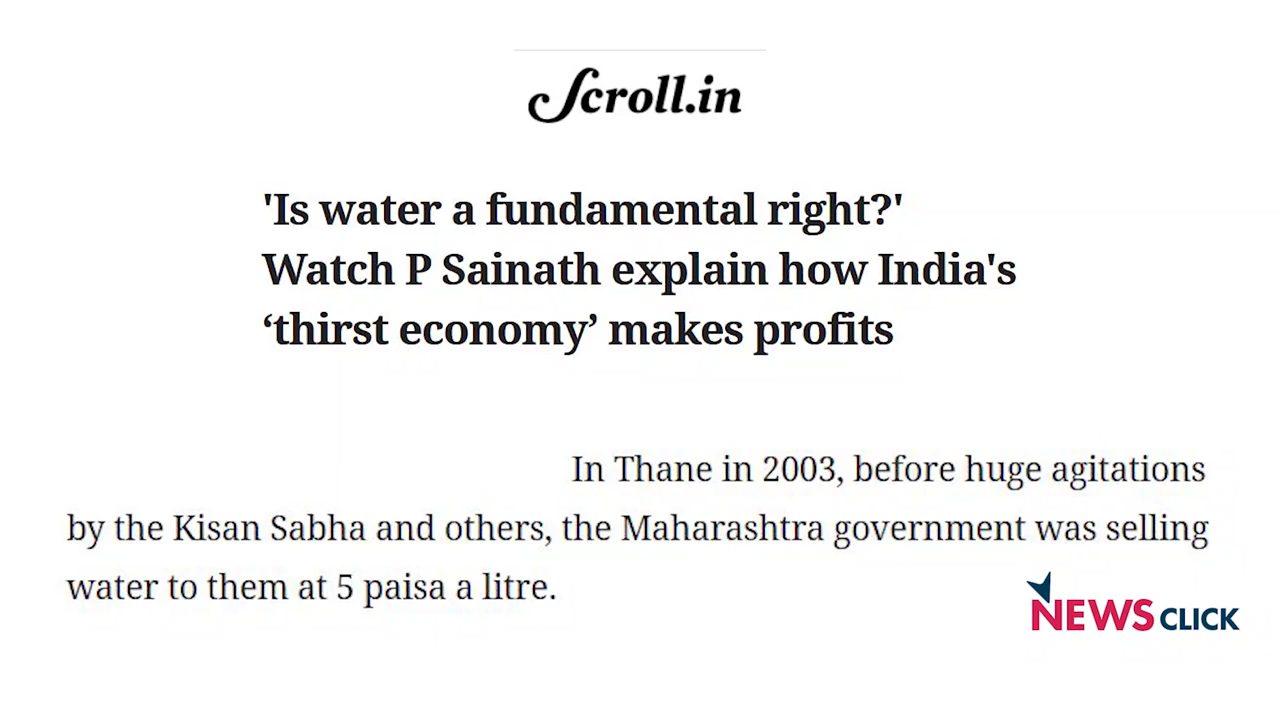 Scroll.in
'Is water a fundamental right?'
Watch P Sainath explain how India's
‘thirst economy’ makes profits
In Thane in 2003, before huge agitations
by the Kisan Sabha and others, the Maharashtra government was selling
water to them at 5 paisa a litre.
NEWSCLICK